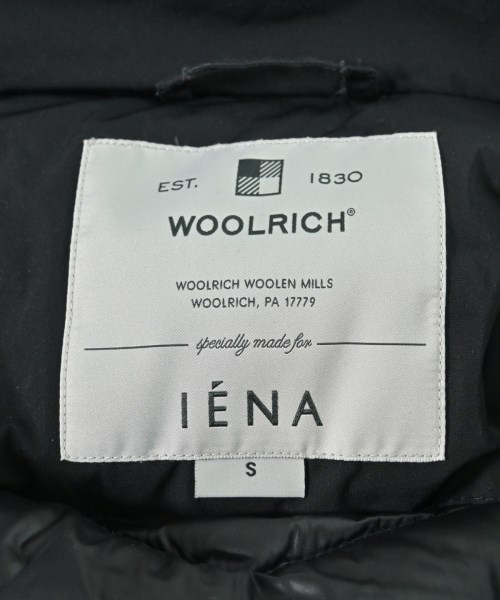 EST. 1830
WOOLRICH®
WOOLRICH WOOLEN MILLS
WOOLRICH, PA 17779
specially made for
IÉNA
S